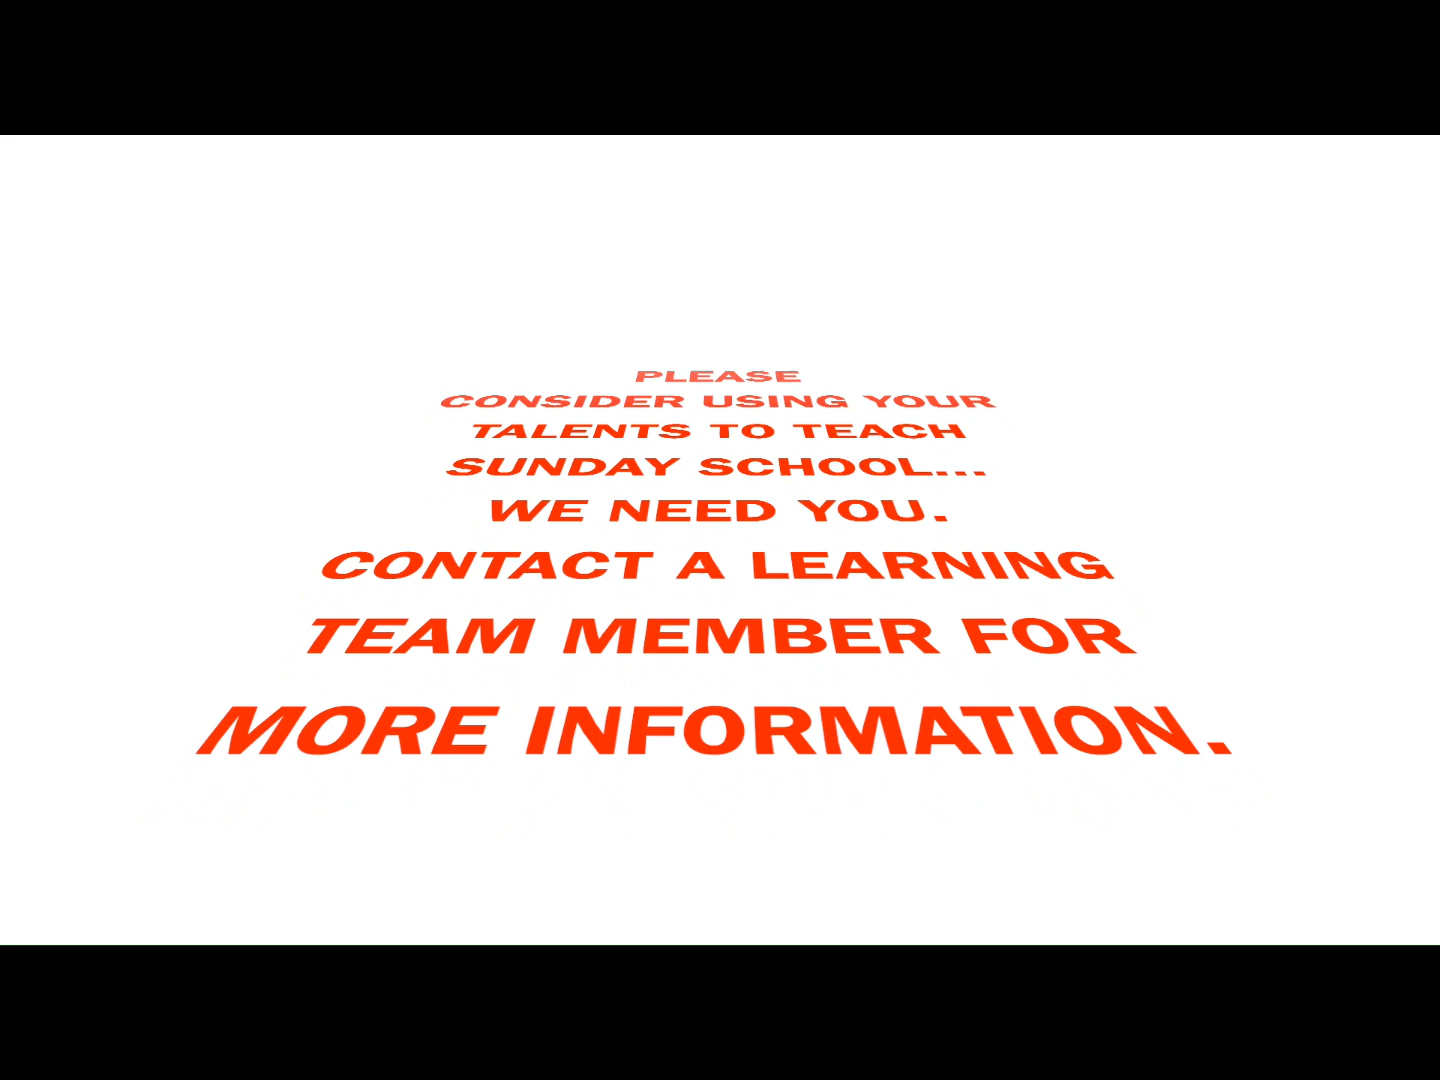 PLEASE
CONSIDER USING YOUR
TALENTS TO TEACH
SUNDAY SCHOOL...
WE NEED YOU.
CONTACT A LEARNING
TEAM MEMBER FOR
MORE INFORMATION.